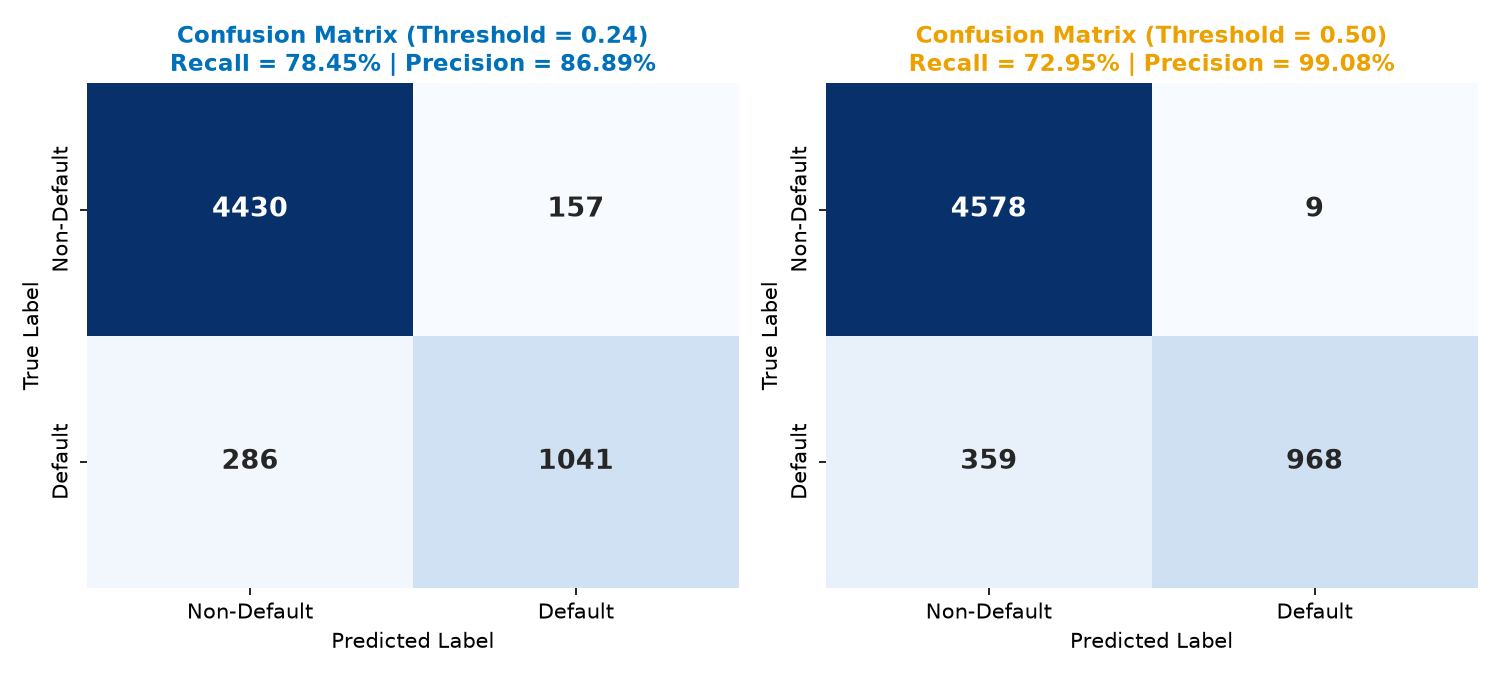 Confusion Matrix (Threshold = 0.24)
Recall = 78.45% | Precision = 86.89%
True Label
Non-Default
Default
4430
157
286
1041
Non-Default
Default
Predicted Label
Confusion Matrix (Threshold = 0.50)
Recall = 72.95% | Precision = 99.08%
True Label
Non-Default
Default
4578
9
359
968
Non-Default
Default
Predicted Label